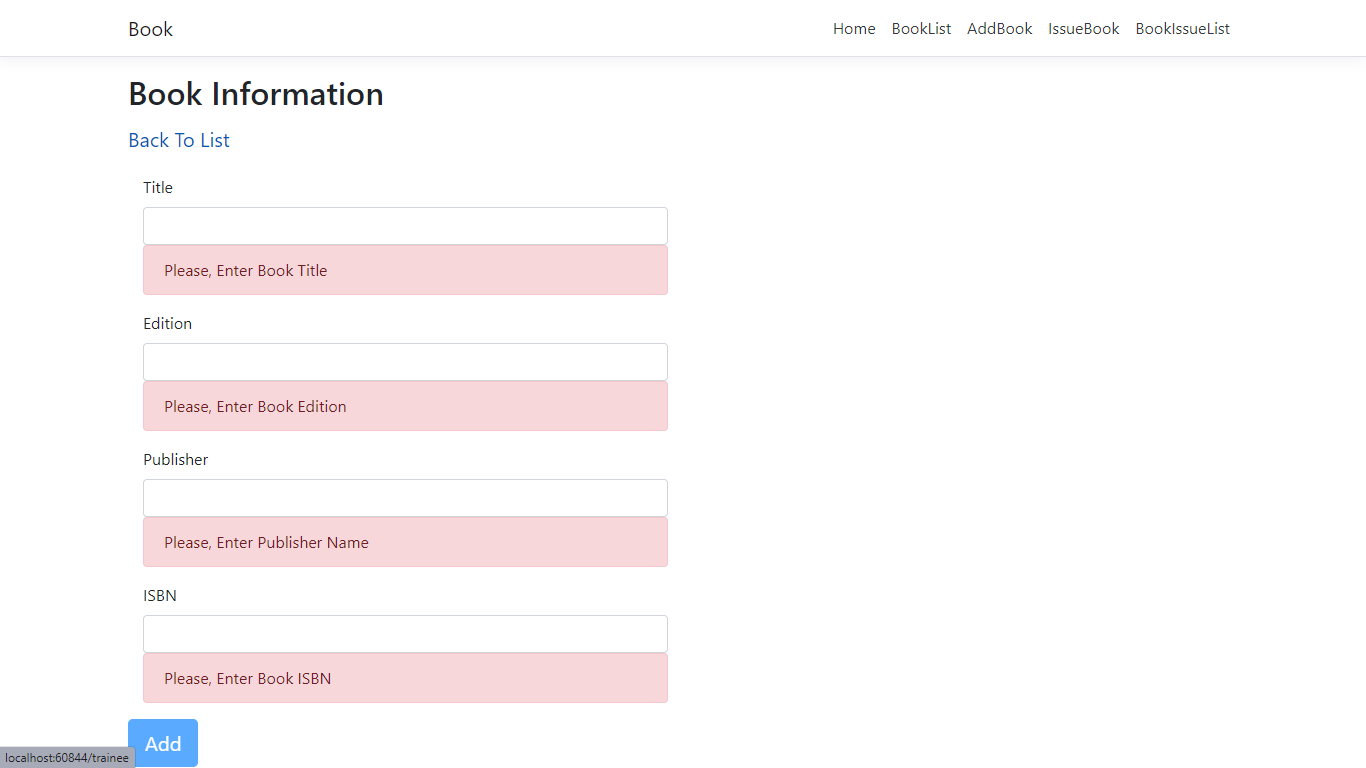 Book Home BookList AddBook IssueBook BookIssueList
Book Information
Back To List
Title
Please, Enter Book Title
Edition
Please, Enter Book Edition
Publisher
Please, Enter Publisher Name
ISBN
Please, Enter Book ISBN
Add
localhost:60844/trainee